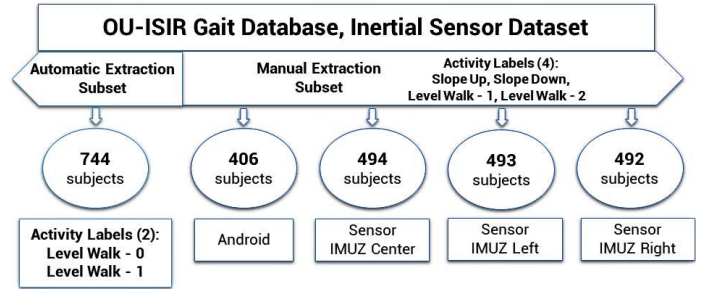 OU-ISIR Gait Database, Inertial Sensor Dataset
Automatic Extraction
Subset
Manual Extraction
Subset
Activity Labels (4):
Slope Up, Slope Down,
Level Walk - 1, Level Walk - 2
744
subjects
406
subjects
494
subjects
493
subjects
492
subjects
Activity Labels (2):
Level Walk - 0
Level Walk - 1
Android
Sensor
IMUZ Center
Sensor
IMUZ Left
Sensor
IMUZ Right